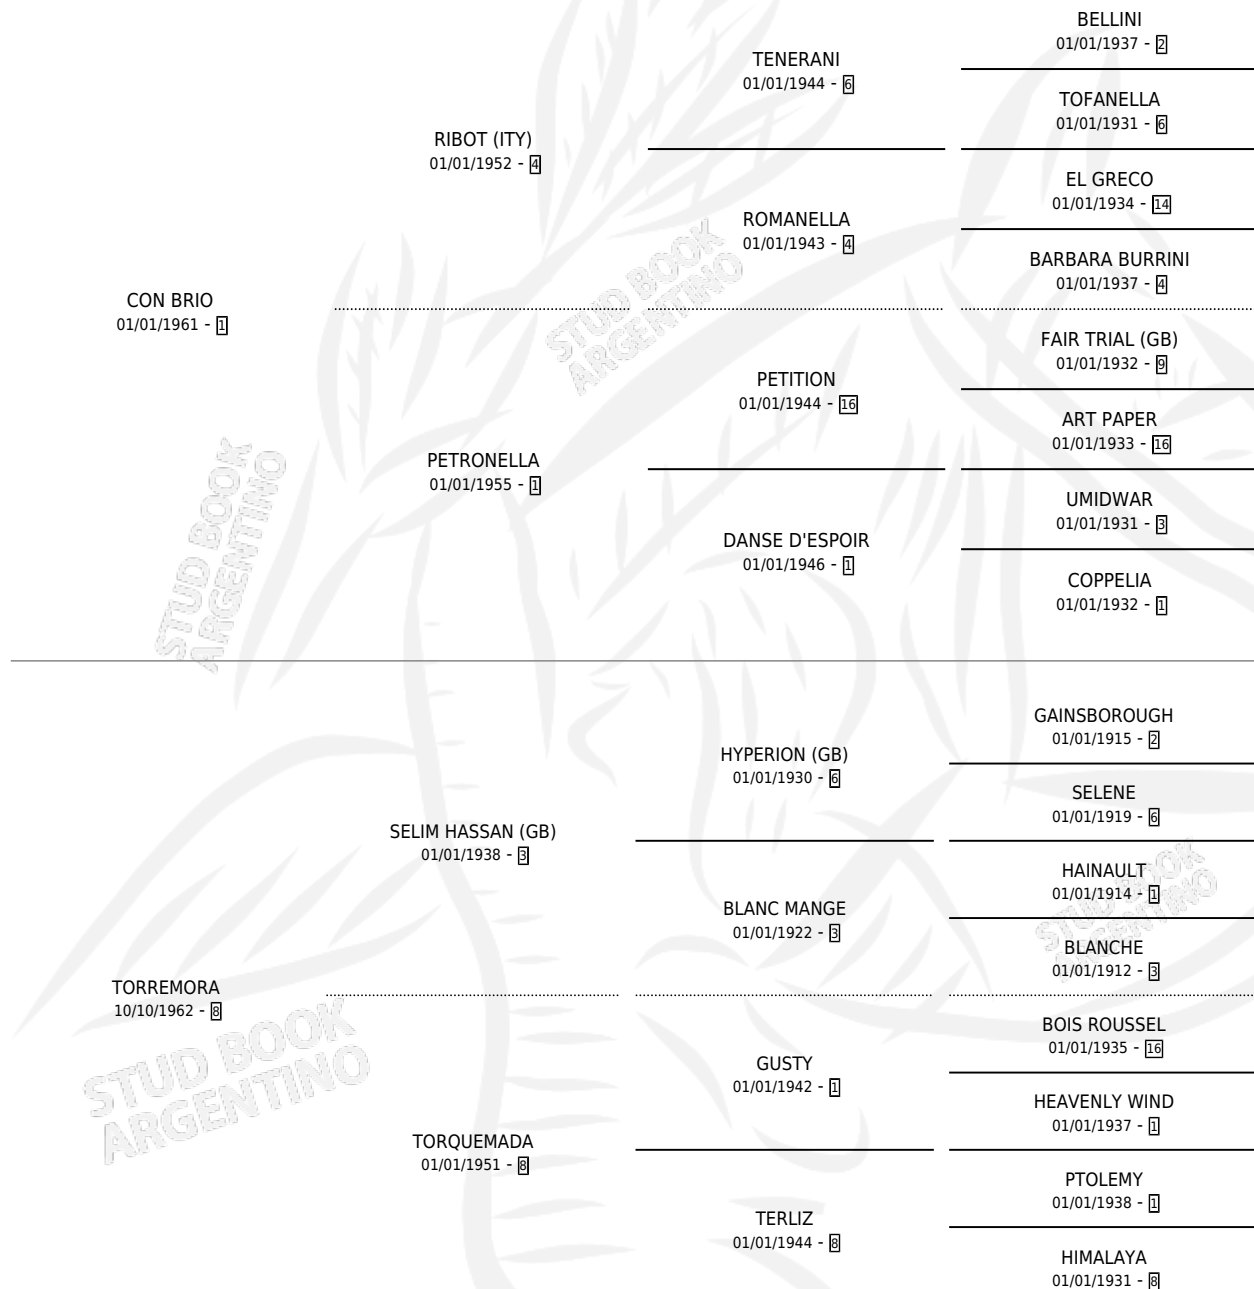 BELLINI
01/01/1937 - 2
TENERANI
01/01/1944 - 6
TOFANELLA
01/01/1931 - 6
RIBOT (ITY)
01/01/1952 - 4
EL GRECO
01/01/1934 - 14
ROMANELLA
01/01/1943 - 4
BARBARA BURRINI
01/01/1937 - 4
CON BRIO
01/01/1961 - 1
FAIR TRIAL (GB)
01/01/1932 - 9
PETITION
01/01/1944 - 16
ART PAPER
01/01/1933 - 16
PETRONELLA
01/01/1955 - 1
UMIDWAR
01/01/1931 - 3
DANSE D'ESPOIR
01/01/1946 - 1
COPPELIA
01/01/1932 - 1
GAINSBOROUGH
01/01/1915 - 2
HYPERION (GB)
01/01/1930 - 6
SELENE
01/01/1919 - 6
SELIM HASSAN (GB)
01/01/1938 - 3
HAINAULT
01/01/1914 - 1
BLANC MANGE
01/01/1922 - 3
BLANCHE
01/01/1912 - 3
TORREMORA
10/10/1962 - 8
BOIS ROUSSEL
01/01/1935 - 16
GUSTY
01/01/1942 - 1
HEAVENLY WIND
01/01/1937 - 1
TORQUEMADA
01/01/1951 - 8
PTOLEMY
01/01/1938 - 1
TERLIZ
01/01/1944 - 8
HIMALAYA
01/01/1931 - 8
STUD BOOK
ARGENTINO
STUD BOOK
ARGENTINO
STUD BOOK
ARGENTINO
STUD BOOK
ARGENTINO